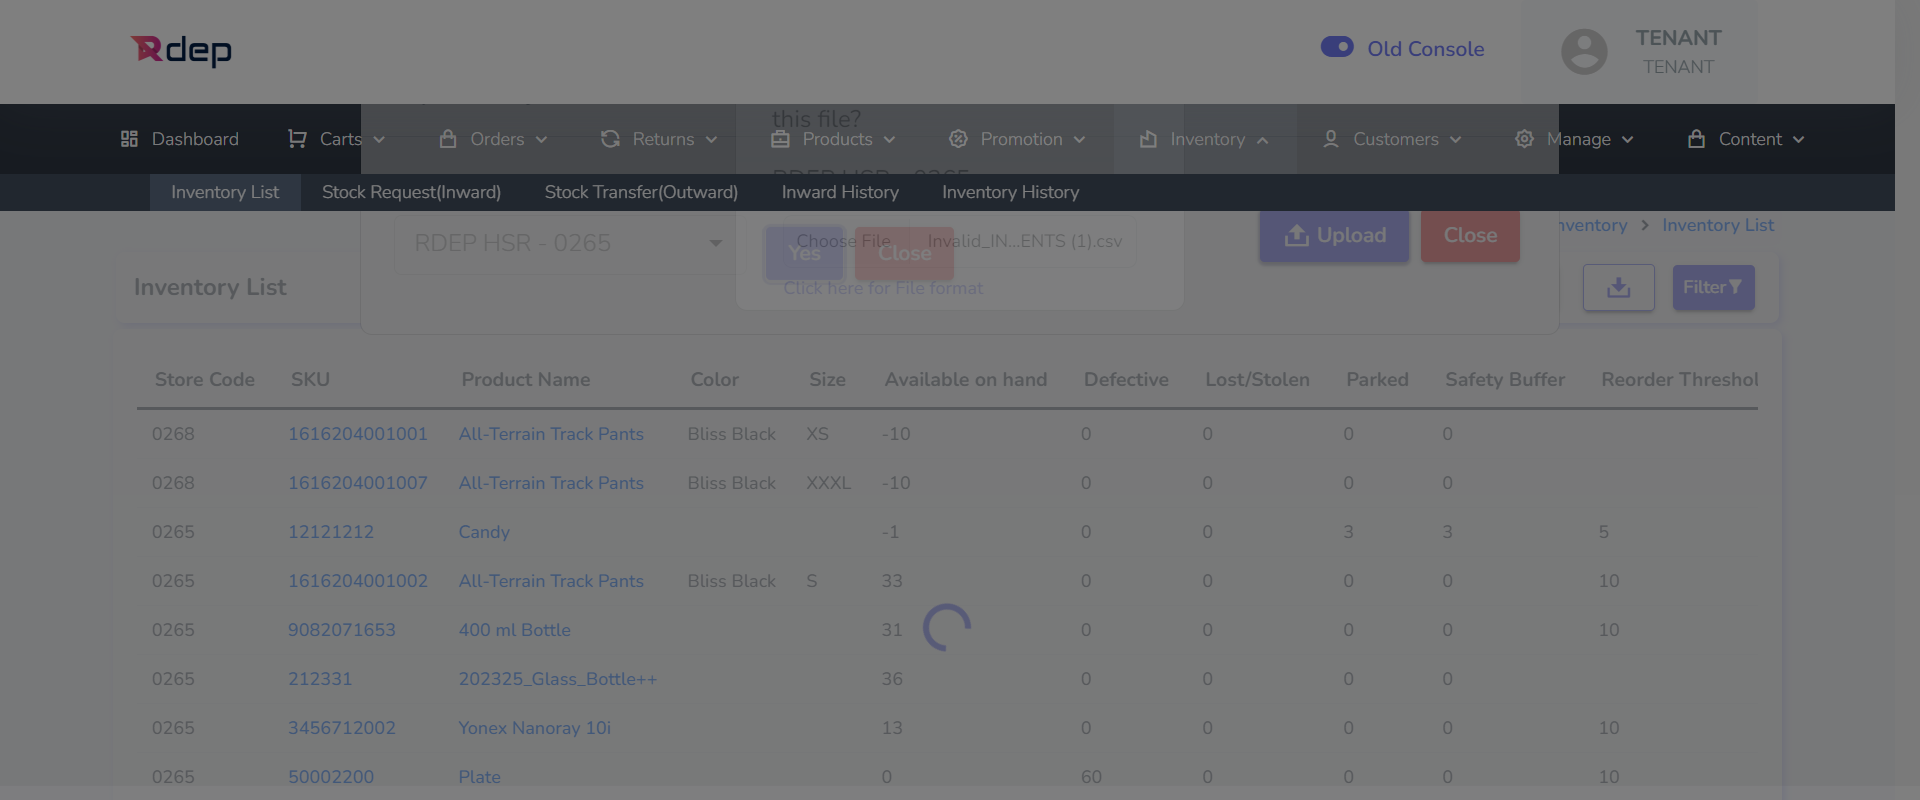 Rdep
Old Console
TENANT
TENANT
this file?
Dashboard
Carts
Orders
Returns
Products
Promotion
Inventory
Customers
Manage
Content
RDEP HSR - 0265
Inventory List
Stock Request(Inward)
Stock Transfer(Outward)
Inward History
Inventory History
nventory > Inventory List
RDEP HSR - 0265
Choose File
Invalid_IN...ENTS (1).csv
Yes
Close
Upload
Close
Click here for File format
Inventory List
Filter
Store Code SKU Product Name Color Size Available on hand Defective Lost/Stolen Parked Safety Buffer Reorder Threshol
0268 1616204001001 All-Terrain Track Pants Bliss Black XS -10 0 0 0 0
0268 1616204001007 All-Terrain Track Pants Bliss Black XXXL -10 0 0 0 0
0265 12121212 Candy -1 0 0 3 3 5
0265 1616204001002 All-Terrain Track Pants Bliss Black S 33 0 0 0 0 10
0265 9082071653 400 ml Bottle 31 0 0 0 0 10
0265 212331 202325_Glass_Bottle++ 36 0 0 0 0
0265 3456712002 Yonex Nanoray 10i 13 0 0 0 0 10
0265 50002200 Plate 0 60 0 0 0 10